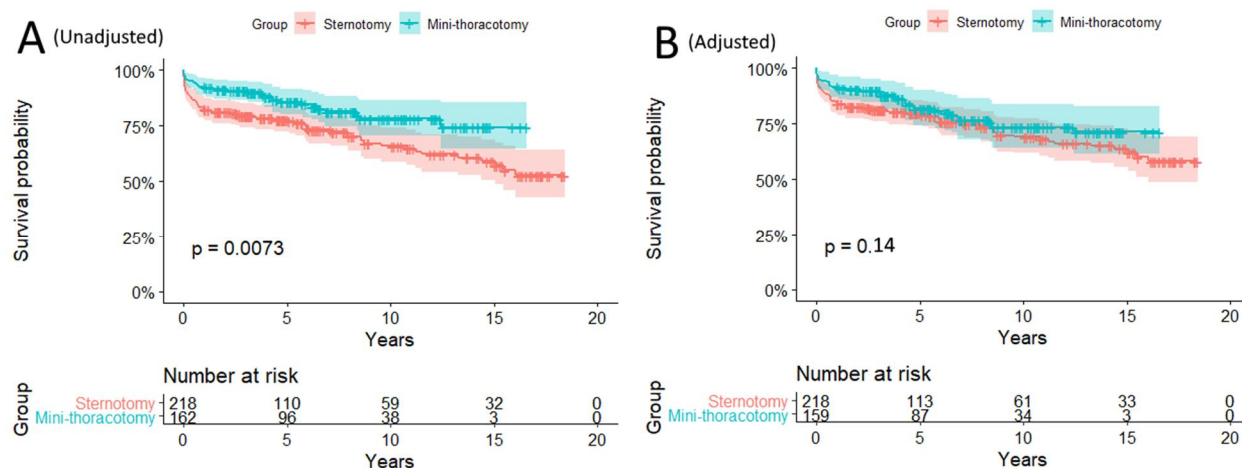 A (Unadjusted)
Group Sternotomy Mini-thoracotomy
Survival probability
100%
75%
50%
25%
0%
p = 0.0073
0 5 10 15 20
Years
Number at risk
Group
Sternotomy 218 110 59 32 0
Mini-thoracotomy 162 96 38 3 0
0 5 10 15 20
Years
B (Adjusted)
Group Sternotomy Mini-thoracotomy
Survival probability
100%
75%
50%
25%
0%
p = 0.14
0 5 10 15 20
Years
Number at risk
Group
Sternotomy 218 113 61 33 0
Mini-thoracotomy 159 87 34 3 0
0 5 10 15 20
Years